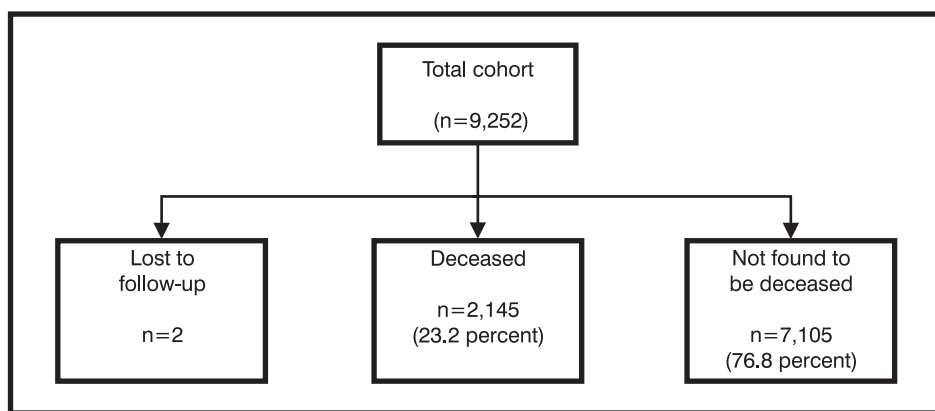 Total cohort
(n=9,252)
Lost to
follow-up
n=2
Deceased
n=2,145
(23.2 percent)
Not found to
be deceased
n=7,105
(76.8 percent)